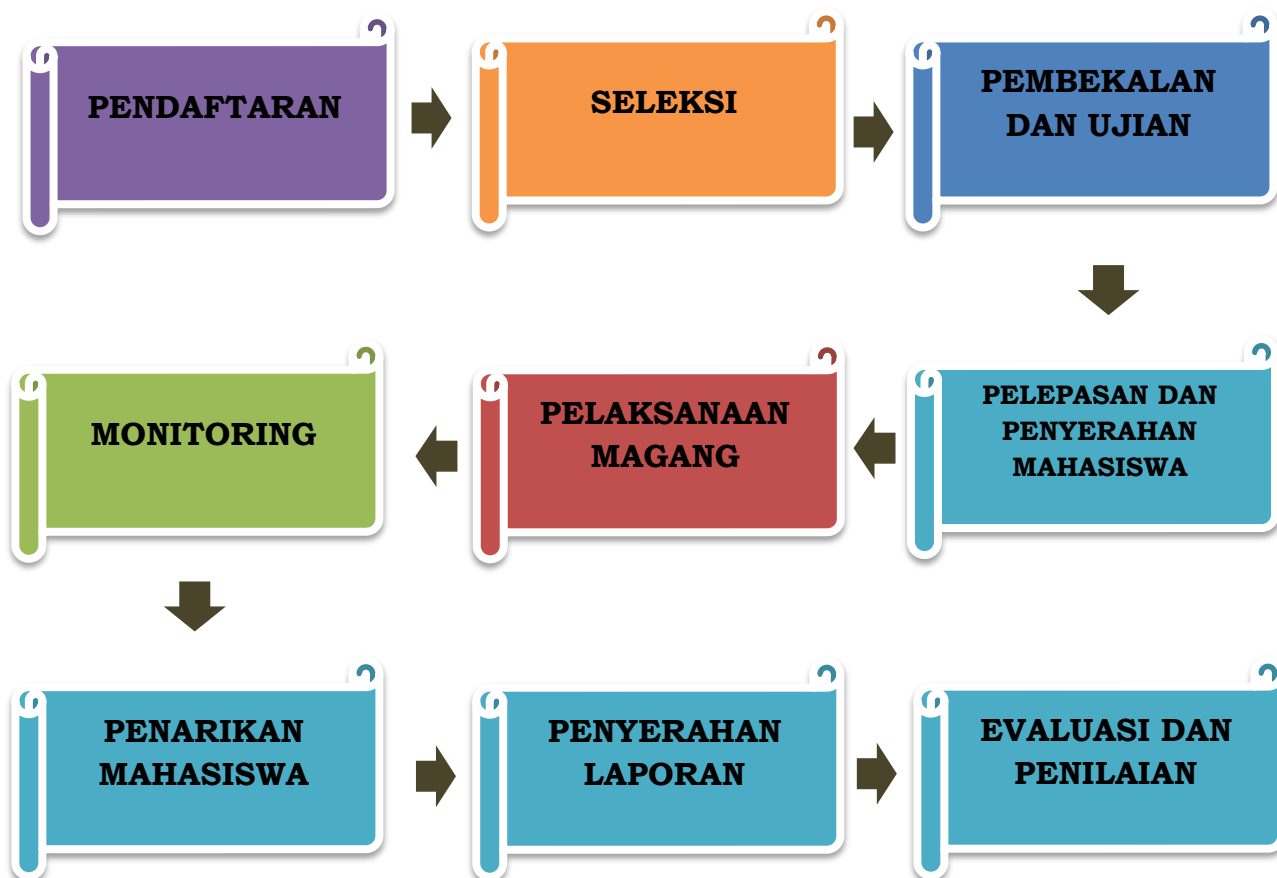 PENDAFTARAN
SELEKSI
PEMBEKALAN
DAN UJIAN
PELEPASAN DAN
PENYERAHAN
MAHASISWA
PELAKSANAAN
MAGANG
MONITORING
PENARIKAN
MAHASISWA
PENYERAHAN
LAPORAN
EVALUASI DAN
PENILAIAN